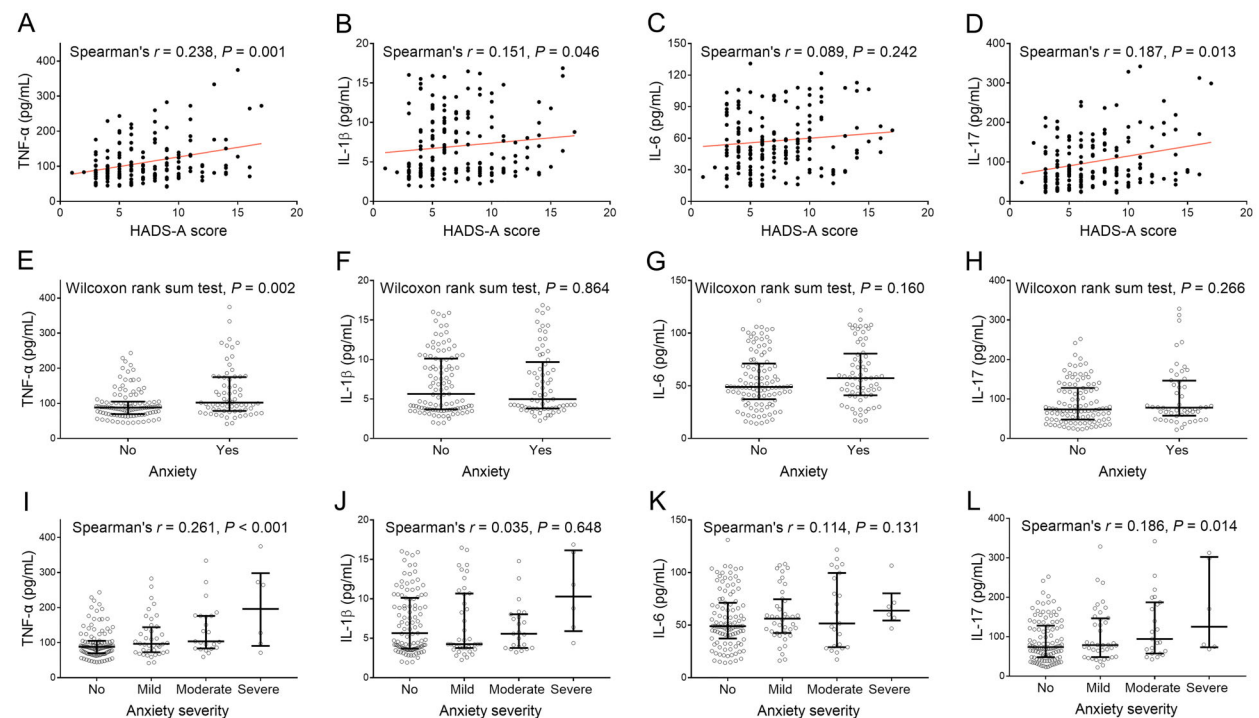 A
Spearman's r = 0.238, P = 0.001
TNF-α (pg/mL)
400
300
200
100
0
0 5 10 15 20
HADS-A score
B
Spearman's r = 0.151, P = 0.046
IL-1β (pg/mL)
20
15
10
5
0
0 5 10 15 20
HADS-A score
C
Spearman's r = 0.089, P = 0.242
IL-6 (pg/mL)
150
120
90
60
30
0
0 5 10 15 20
HADS-A score
D
Spearman's r = 0.187, P = 0.013
IL-17 (pg/mL)
400
300
200
100
0
0 5 10 15 20
HADS-A score
E
Wilcoxon rank sum test, P = 0.002
TNF-α (pg/mL)
400
300
200
100
0
No Yes
Anxiety
F
Wilcoxon rank sum test, P = 0.864
IL-1β (pg/mL)
20
15
10
5
0
No Yes
Anxiety
G
Wilcoxon rank sum test, P = 0.160
IL-6 (pg/mL)
150
100
50
0
No Yes
Anxiety
H
Wilcoxon rank sum test, P = 0.266
IL-17 (pg/mL)
400
300
200
100
0
No Yes
Anxiety
I
Spearman's r = 0.261, P < 0.001
TNF-α (pg/mL)
400
300
200
100
0
No Mild Moderate Severe
Anxiety severity
J
Spearman's r = 0.035, P = 0.648
IL-1β (pg/mL)
20
15
10
5
0
No Mild Moderate Severe
Anxiety severity
K
Spearman's r = 0.114, P = 0.131
IL-6 (pg/mL)
150
100
50
0
No Mild Moderate Severe
Anxiety severity
L
Spearman's r = 0.186, P = 0.014
IL-17 (pg/mL)
400
300
200
100
0
No Mild Moderate Severe
Anxiety severity